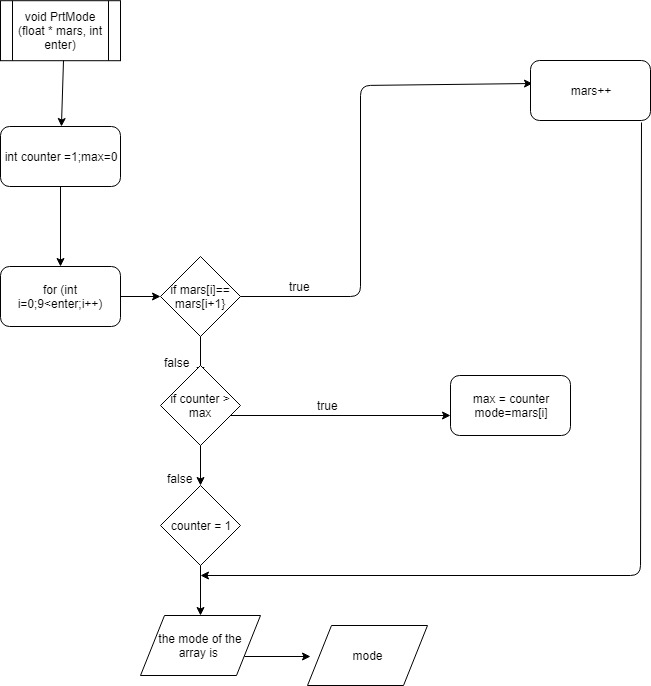 void PrtMode
(float * mars, int
enter)
mars++
int counter =1;max=0
for (int
i=0;9<enter;i++)
if mars[i]==
mars[i+1}
true
false
if counter >
max
true
max = counter
mode=mars[i]
false
counter = 1
the mode of the
array is
mode